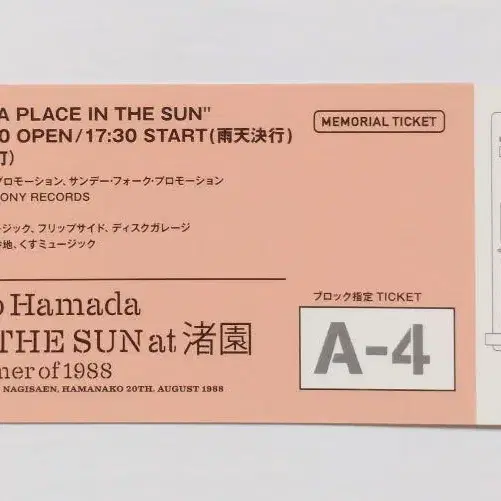 A PLACE IN THE SUN"
0 OPEN/17:30 START(雨天決行)
町)
プロモーション、サンデー・フォーク・プロモーション
ONY RECORDS
ージック、フリップサイド、ディスクガレージ
地、くすミュージック
MEMORIAL TICKET
o Hamada
THE SUN at 渚園
mer of 1988
NAGISAEN, HAMANAKO 20TH, AUGUST 1988
ブロック指定 TICKET
A-4